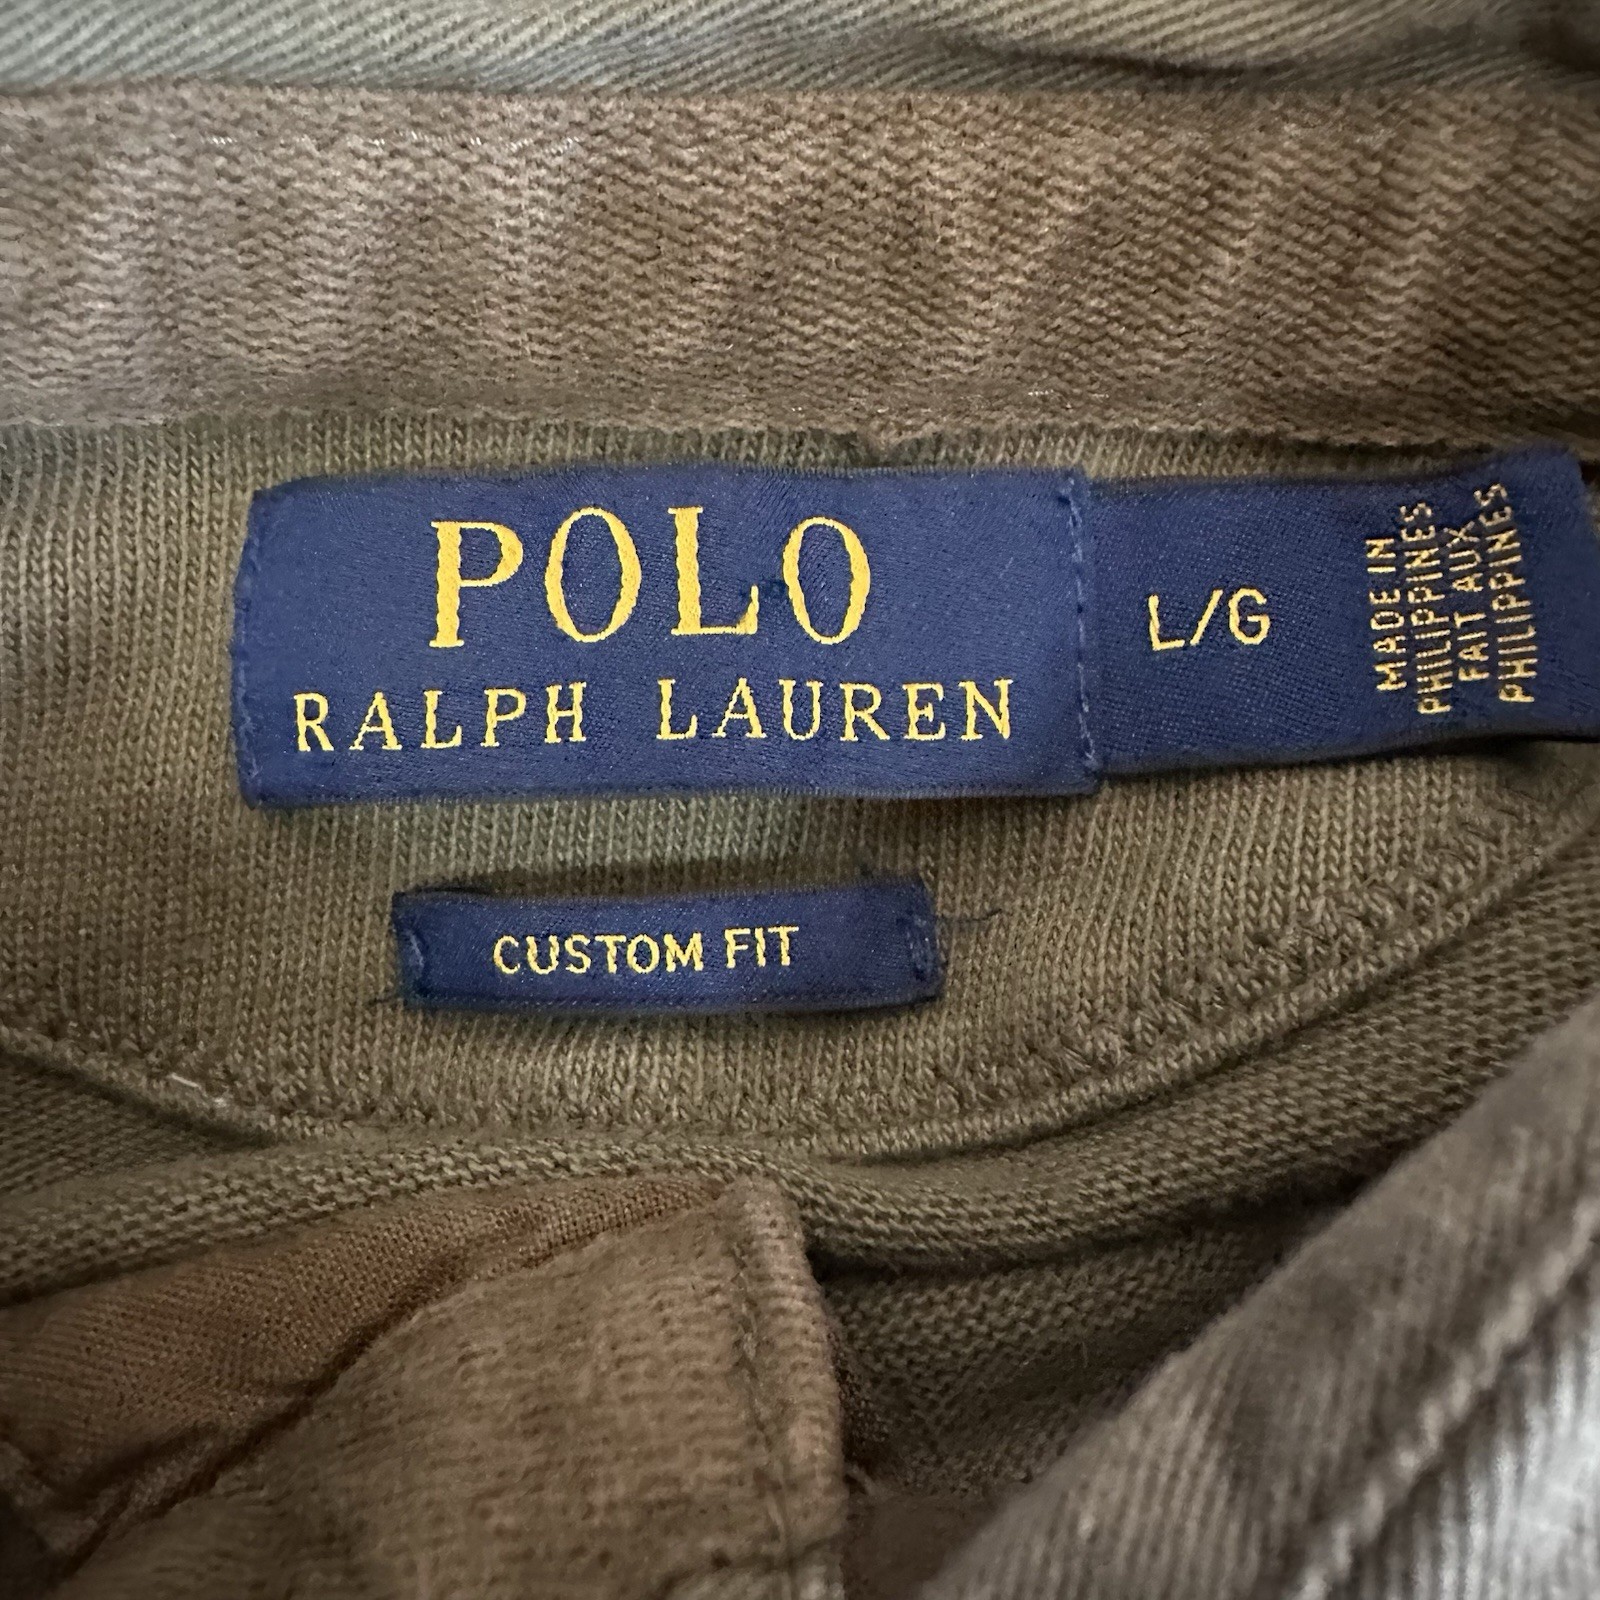 POLO
RALPH LAUREN
L/G
MADE IN
PHILIPPINES
FAIT AUX
PHILIPPINES
CUSTOM FIT